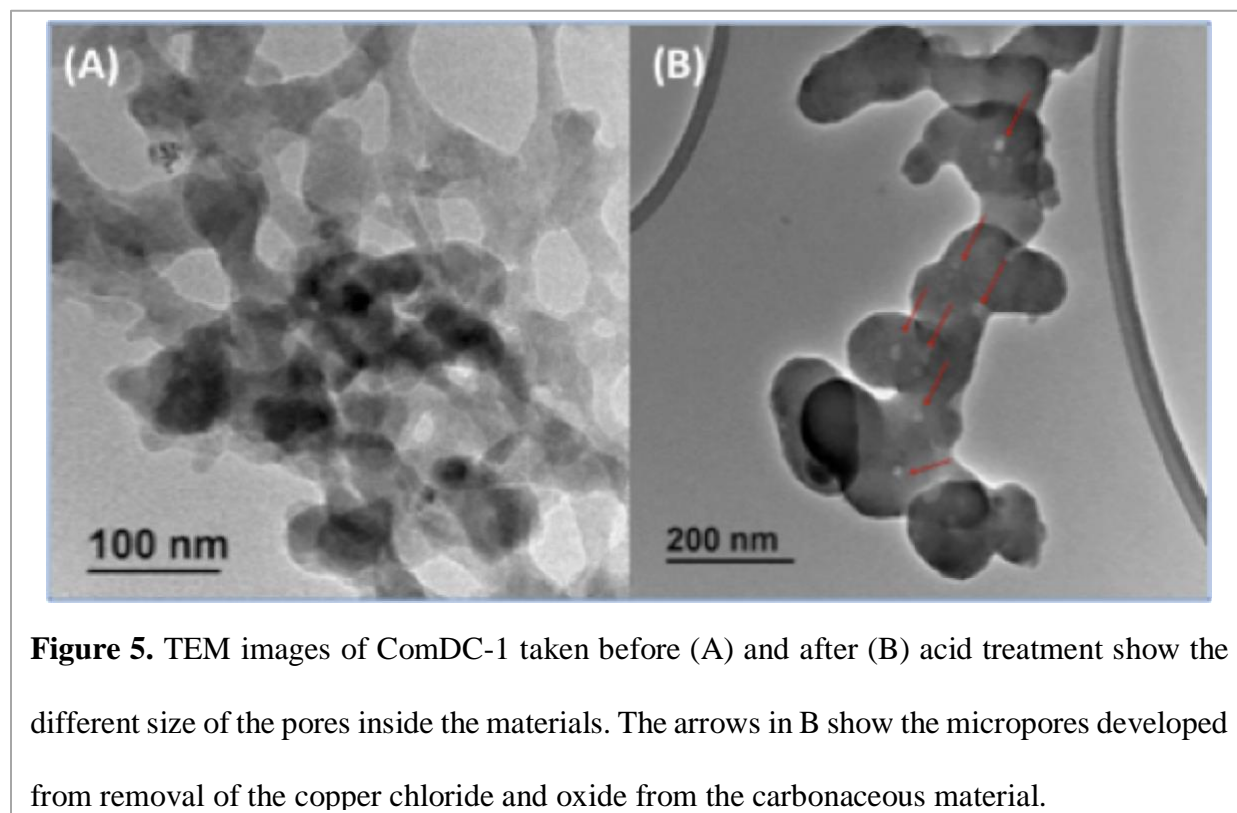 (A)
(B)
100 nm
200 nm
Figure 5. TEM images of ComDC-1 taken before (A) and after (B) acid treatment show the
different size of the pores inside the materials. The arrows in B show the micropores developed
from removal of the copper chloride and oxide from the carbonaceous material.